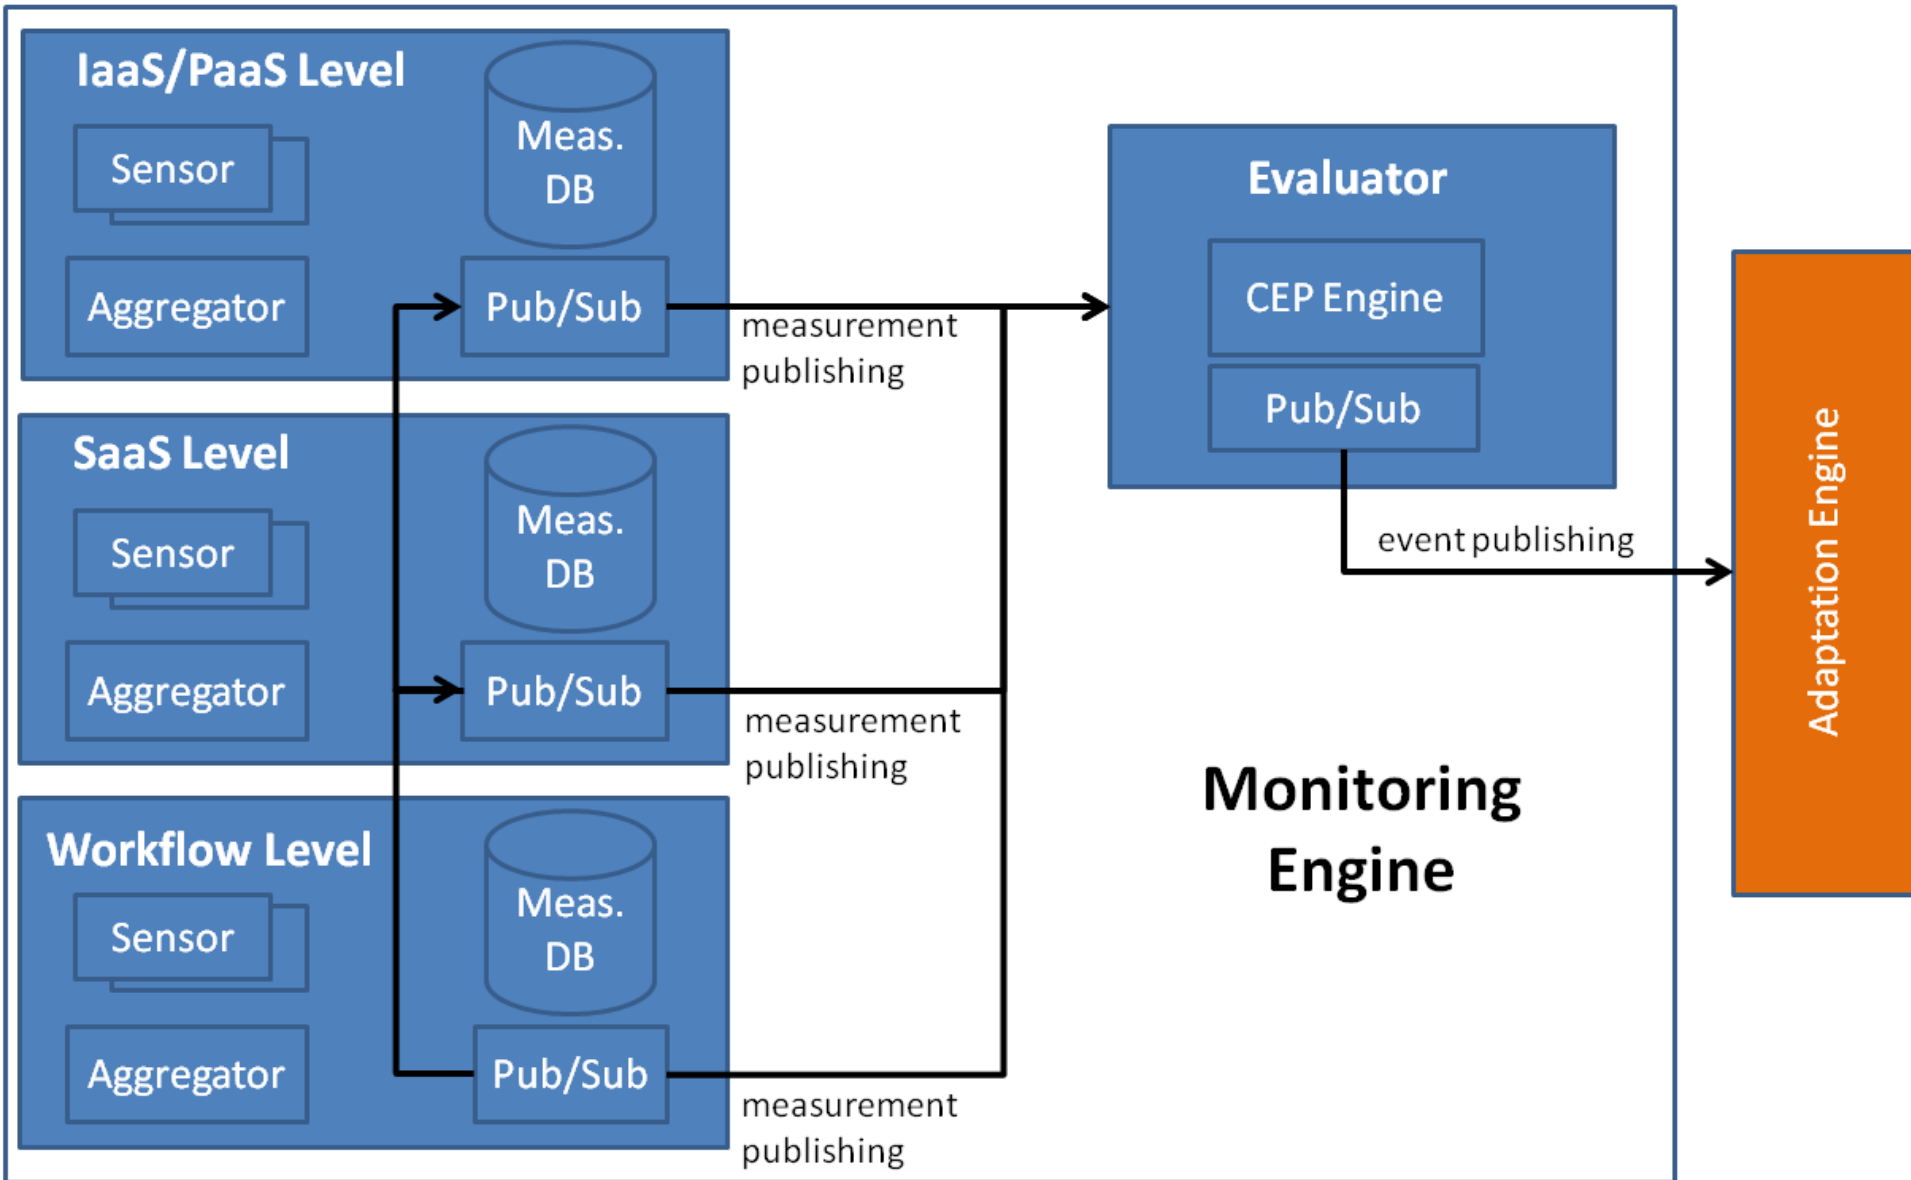 IaaS/PaaS Level
Sensor
Aggregator
Meas.
DB
Pub/Sub
measurement
publishing
SaaS Level
Sensor
Aggregator
Meas.
DB
Pub/Sub
measurement
publishing
Workflow Level
Sensor
Aggregator
Meas.
DB
Pub/Sub
measurement
publishing
Evaluator
CEP Engine
Pub/Sub
event publishing
Monitoring
Engine
Adaptation Engine